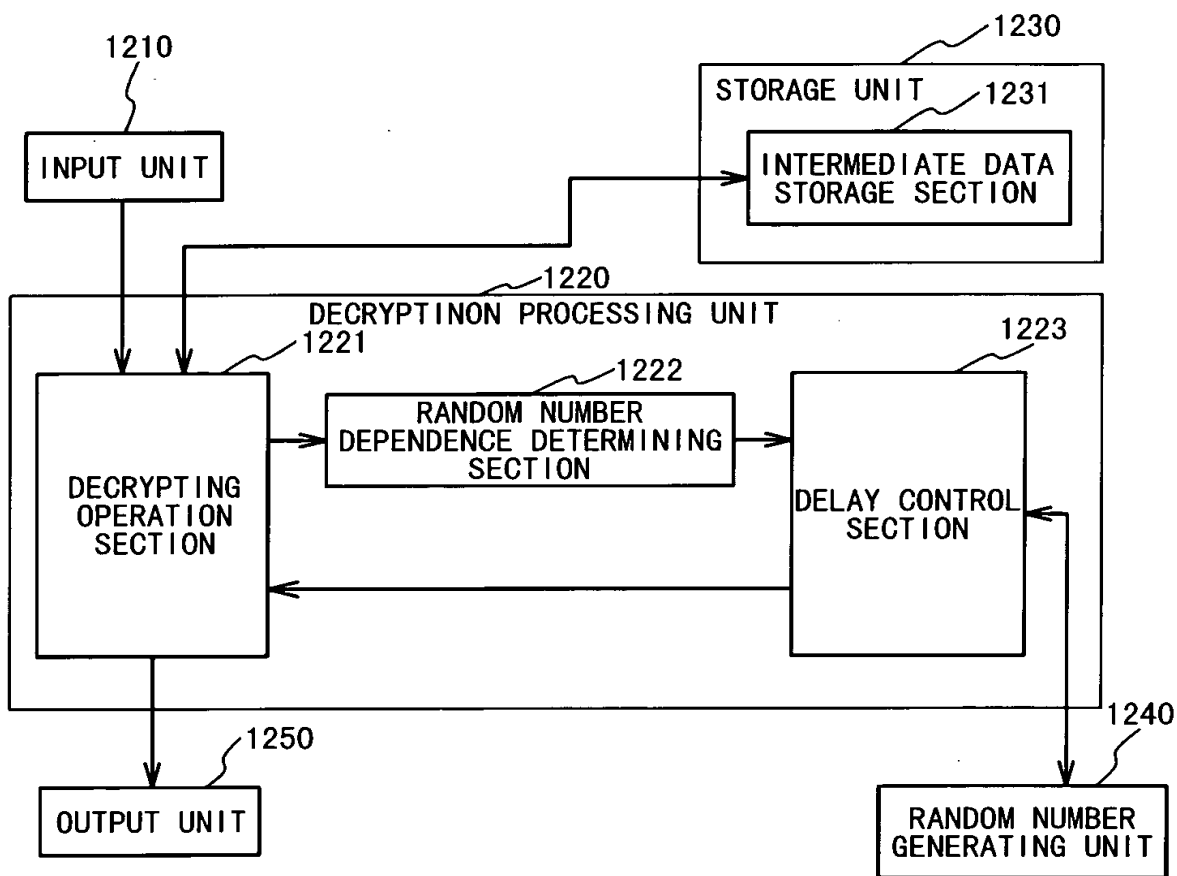 1210
INPUT UNIT
1230
STORAGE UNIT
1231
INTERMEDIATE DATA
STORAGE SECTION
1220
DECRYPTINON PROCESSING UNIT
1221
DECRYPTING
OPERATION
SECTION
1222
RANDOM NUMBER
DEPENDENCE DETERMINING
SECTION
1223
DELAY CONTROL
SECTION
1250
OUTPUT UNIT
1240
RANDOM NUMBER
GENERATING UNIT